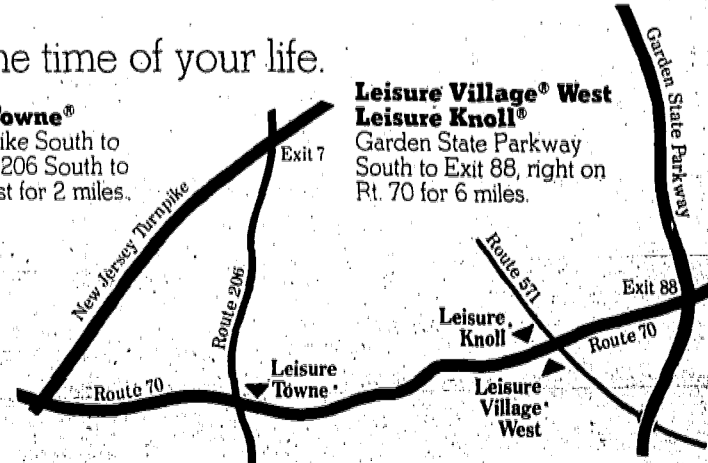 ne time of your life.
owne®
ike South to
206 South to
st for 2 miles.
Leisure Village® West
Leisure Knoll®
Garden State Parkway
South to Exit 88, right on
Rt. 70 for 6 miles.
Garden State Parkway
Exit 7
New Jersey Turnpike
Route 206
Route 571
Exit 88
Leisure
Knoll
Route 70
Leisure
Towne
Route 70
Leisure
Village
West